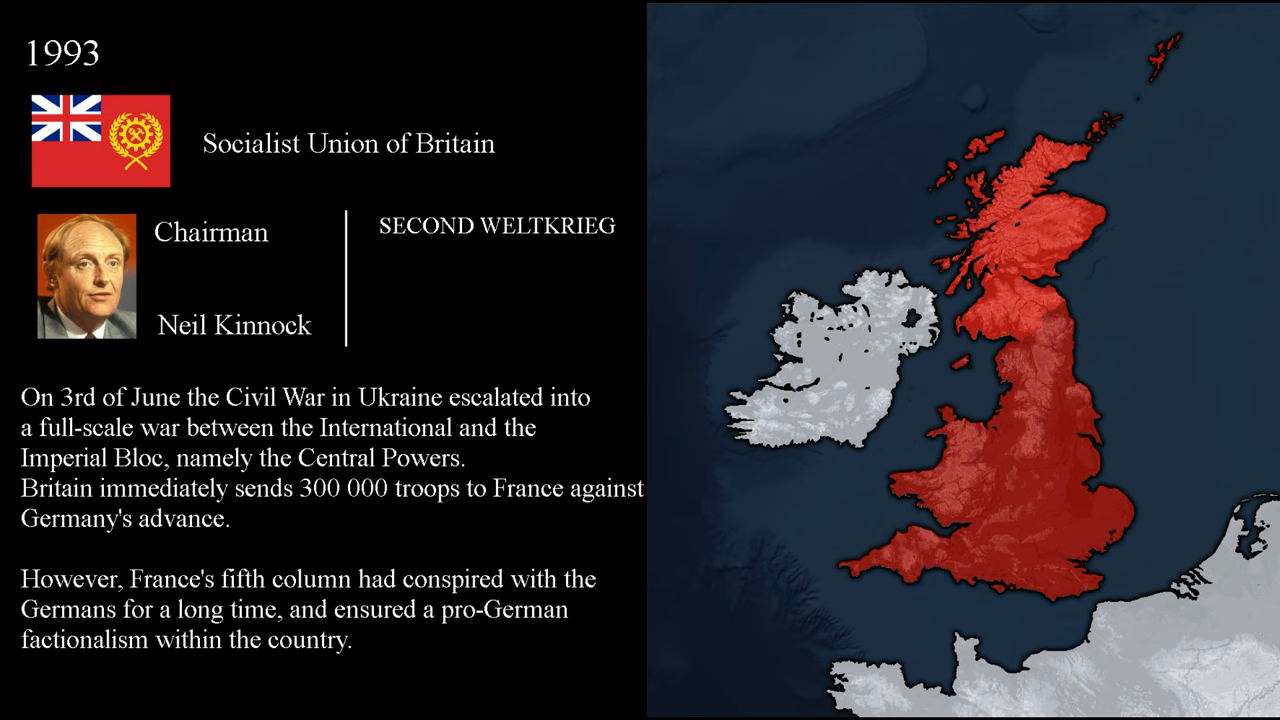 1993
Socialist Union of Britain
Chairman
Neil Kinnock
SECOND WELTKRIEG
On 3rd of June the Civil War in Ukraine escalated into
a full-scale war between the International and the
Imperial Bloc, namely the Central Powers.
Britain immediately sends 300 000 troops to France against
Germany's advance.
However, France's fifth column had conspired with the
Germans for a long time, and ensured a pro-German
factionalism within the country.